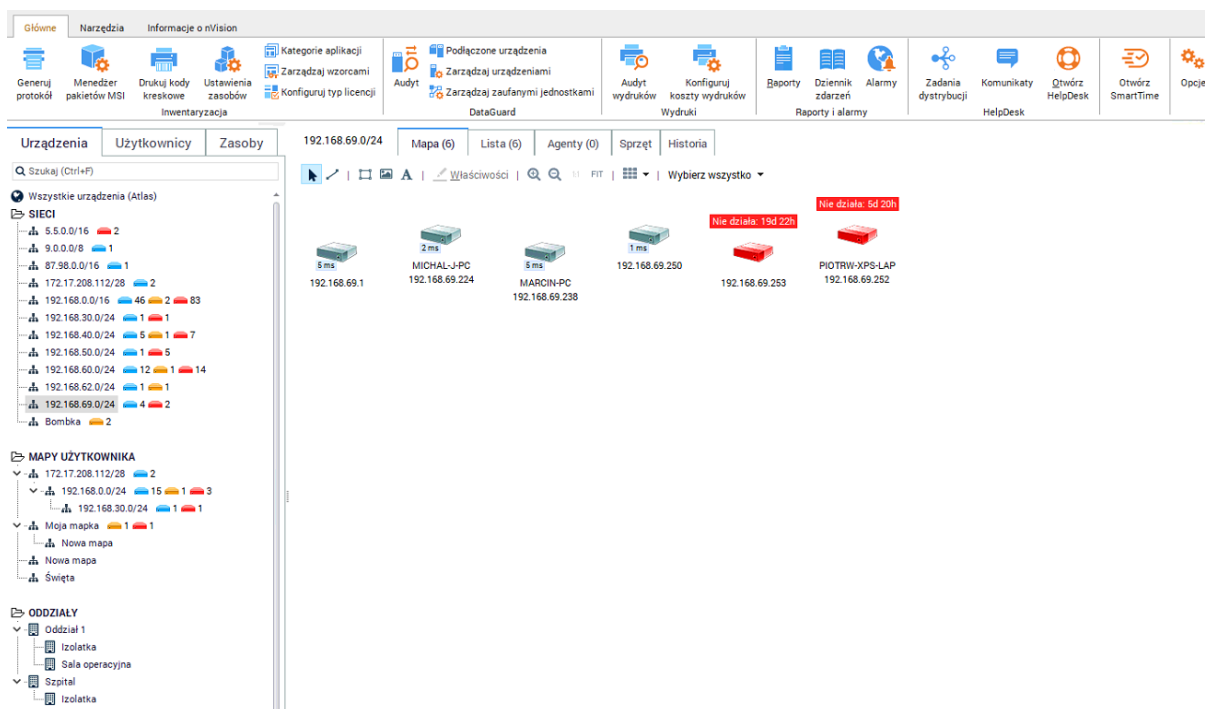 Główne Narzędzia Informacje o nVision
Generuj protokół
Menedżer pakietów MSI
Drukuj kody kreskowe
Ustawienia zasobów
Kategorie aplikacji
Zarządzaj wzorcami
Konfiguruj typ licencji
Inwentaryzacja
Audyt
Podłączone urządzenia
Zarządzaj urządzeniami
Zarządzaj zaufanymi jednostkami
DataGuard
Audyt wydruków
Konfiguruj koszty wydruków
Wydruki
Raporty
Dziennik zdarzeń
Alarmy
Raporty i alarmy
Zadania dystrybucji
Komunikaty
Otwórz HelpDesk
HelpDesk
Otwórz SmartTime
Opcje
Urządzenia Użytkownicy Zasoby
Szukaj (Ctrl+F)
Wszystkie urządzenia (Atlas)
SIECI
5.5.0.0/16 2
9.0.0.0/8 1
87.98.0.0/16 1
172.17.208.112/28 2
192.168.0.0/16 46 2 83
192.168.30.0/24 1 1
192.168.40.0/24 5 1 7
192.168.50.0/24 1 5
192.168.60.0/24 12 1 14
192.168.62.0/24 1 1
192.168.69.0/24 4 2
Bombka 2
MAPY UŻYTKOWNIKA
172.17.208.112/28 2
192.168.0.0/24 15 1 3
192.168.30.0/24 1 1
Moja mapka 1 1
Nowa mapa
Nowa mapa
Święta
ODDZIAŁY
Oddział 1
Izolatka
Sala operacyjna
Szpital
Izolatka
192.168.69.0/24 Mapa (6) Lista (6) Agenty (0) Sprzęt Historia
A Właściwości 1:1 FIT Wybierz wszystko
5 ms
192.168.69.1
2 ms
MICHAL-J-PC
192.168.69.224
5 ms
MARCIN-PC
192.168.69.238
1 ms
192.168.69.250
Nie działa: 19d 22h
192.168.69.253
Nie działa: 5d 20h
PIOTRW-XPS-LAP
192.168.69.252